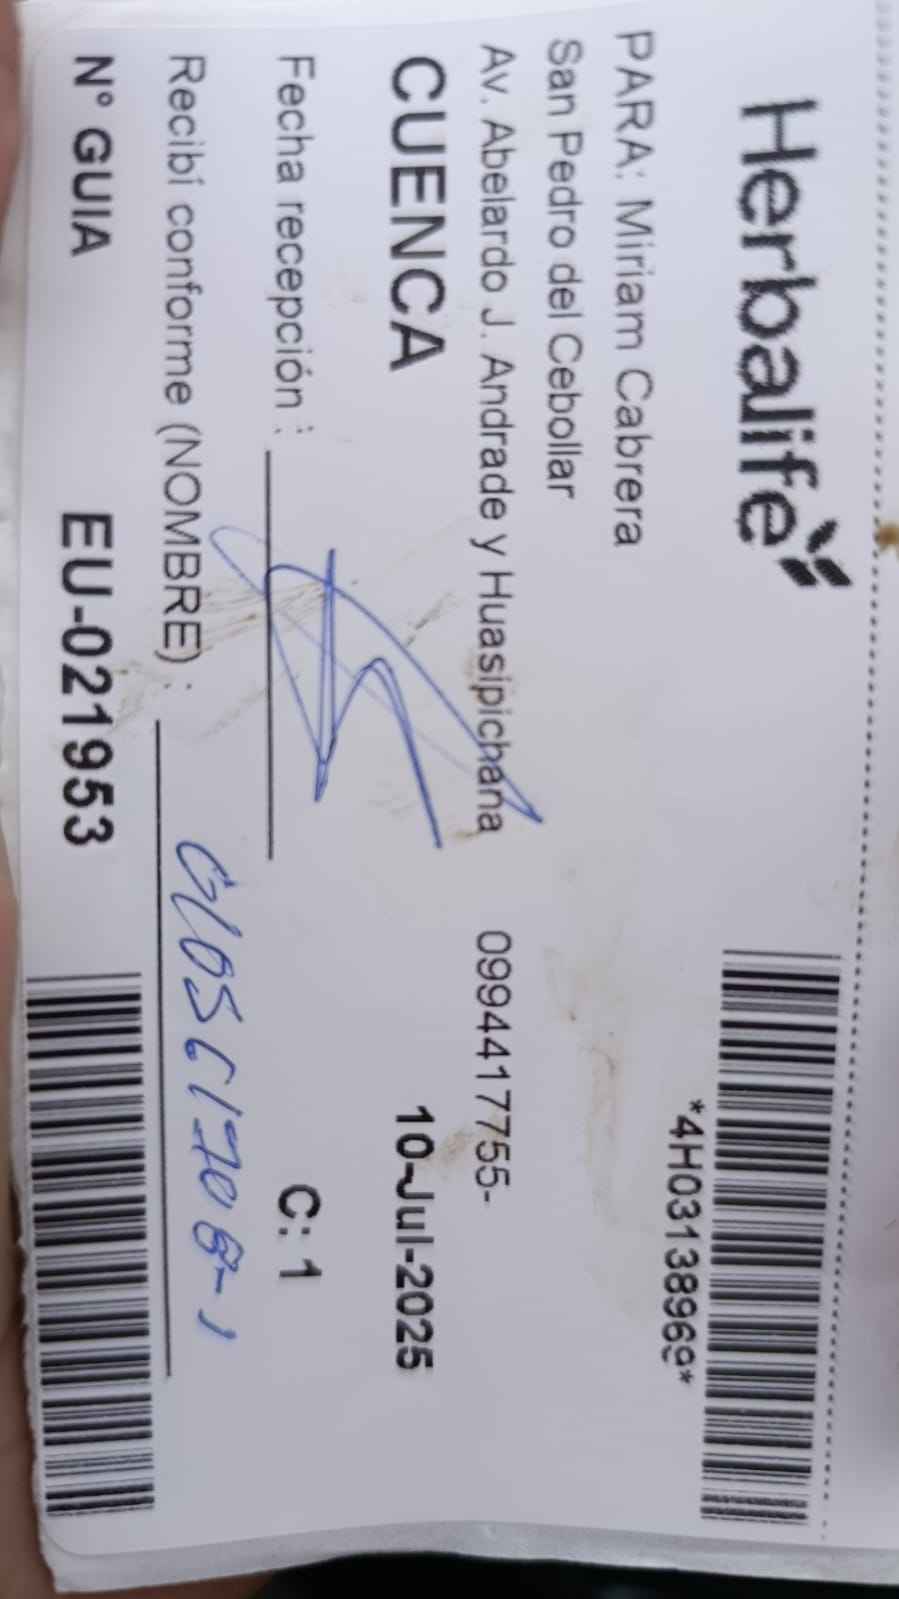 Herbalife
*4H03138969*
PARA: Miriam Cabrera
San Pedro del Cebollar
Av. Abelardo J. Andrade y Huasipichana 0994417755-
CUENCA 10-Jul-2025
Fecha recepción : C: 1
Recibí conforme (NOMBRE) :
N° GUIA EU-021953